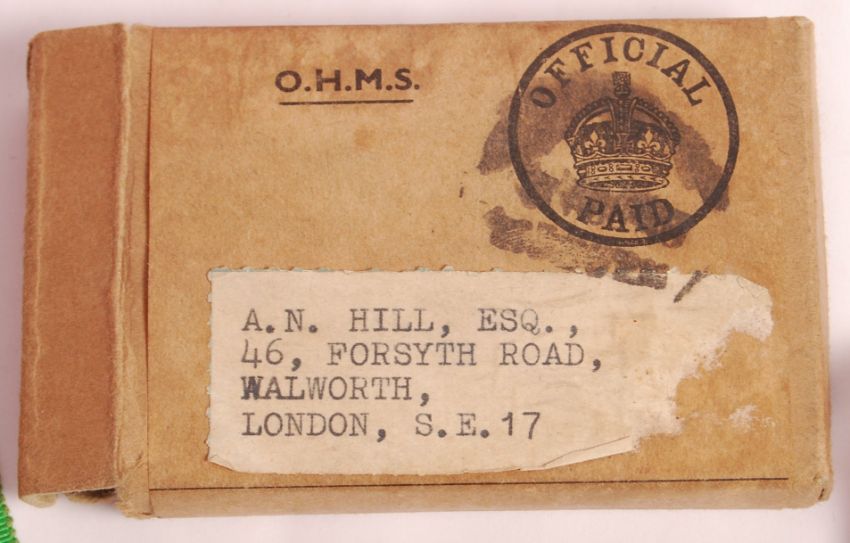 O.H.M.S.
OFFICIAL
PAID
A.N. HILL, ESQ.,
46, FORSYTH ROAD,
WALWORTH,
LONDON, S.E.17